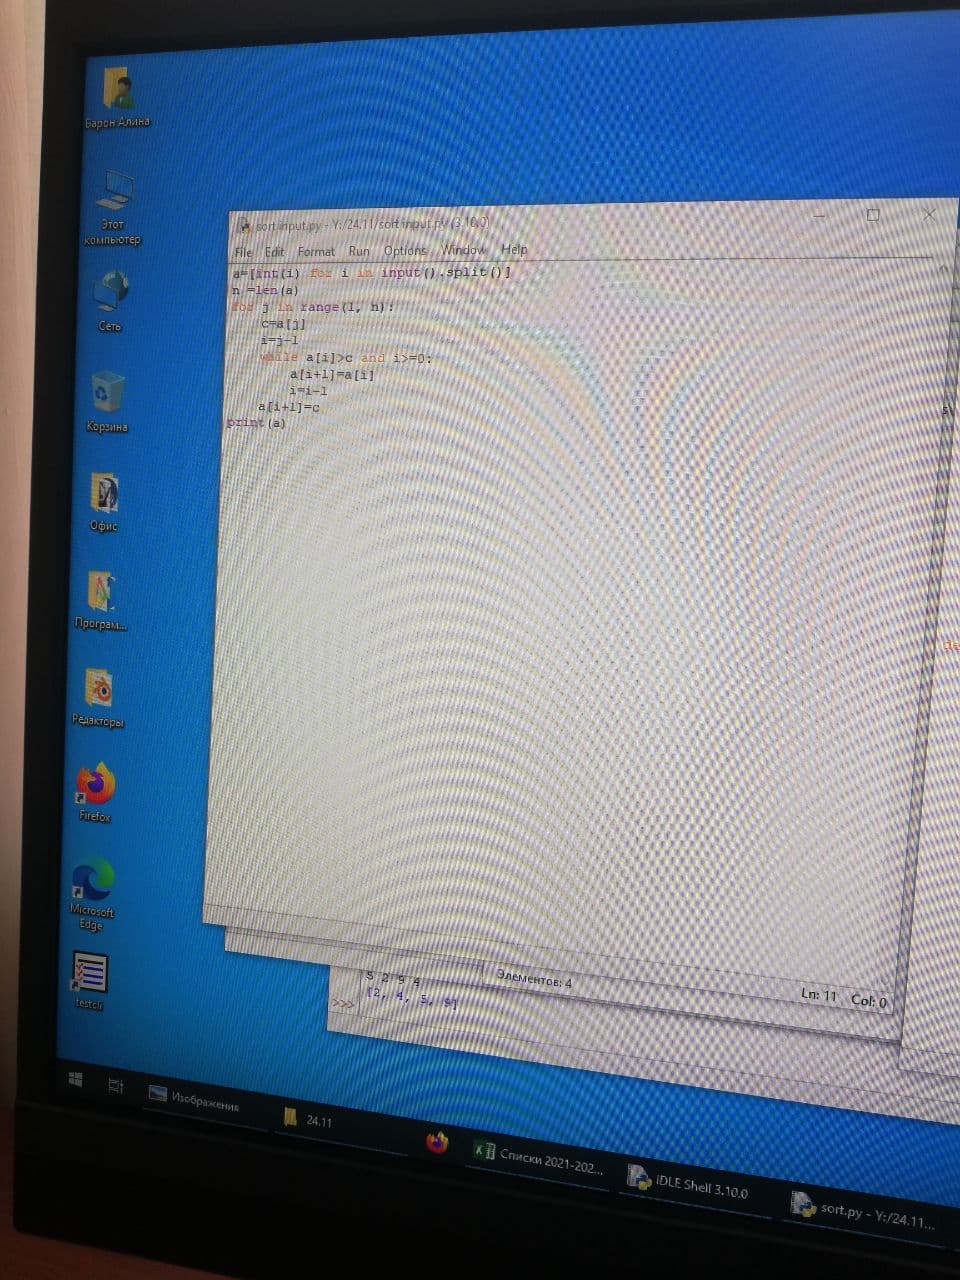 Барон Алина
Этот
компьютер
Сеть
Корзина
Офис
Програм...
Редакторы
Firefox
Microsoft
Edge
testcli
sort input.py - Y:/24.11/sort input.py (3.10.0)
File Edit Format Run Options Window Help
a=[int(i) for i in input().split()]
n =len(a)
for j in range(1, n):
    c=a[j]
    i=j-1
    while a[i]>c and i>=0:
        a[i+1]=a[i]
        i=i-1
    a[i+1]=c
print(a)
Ln: 11 Col: 0
Элементов: 4
5 2 9 4
[2, 4, 5, 9]
>>>
Изображения
24.11
Списки 2021-202...
IDLE Shell 3.10.0
sort.py - Y:/24.11...